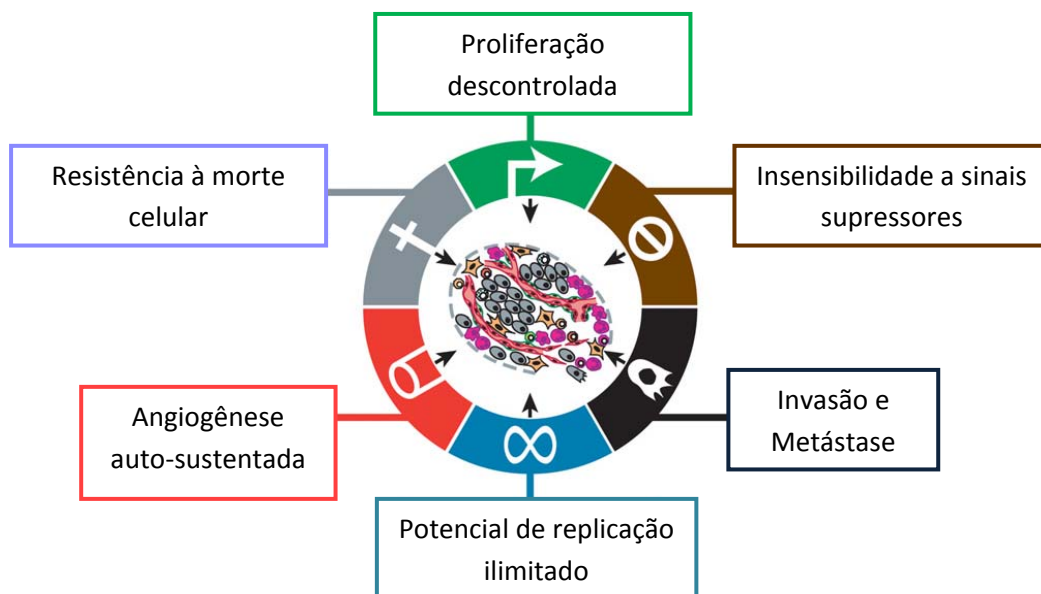 Proliferação
descontrolada
Resistência à morte
celular
Insensibilidade a sinais
supressores
Angiogênese
auto-sustentada
Invasão e
Metástase
Potencial de replicação
ilimitado